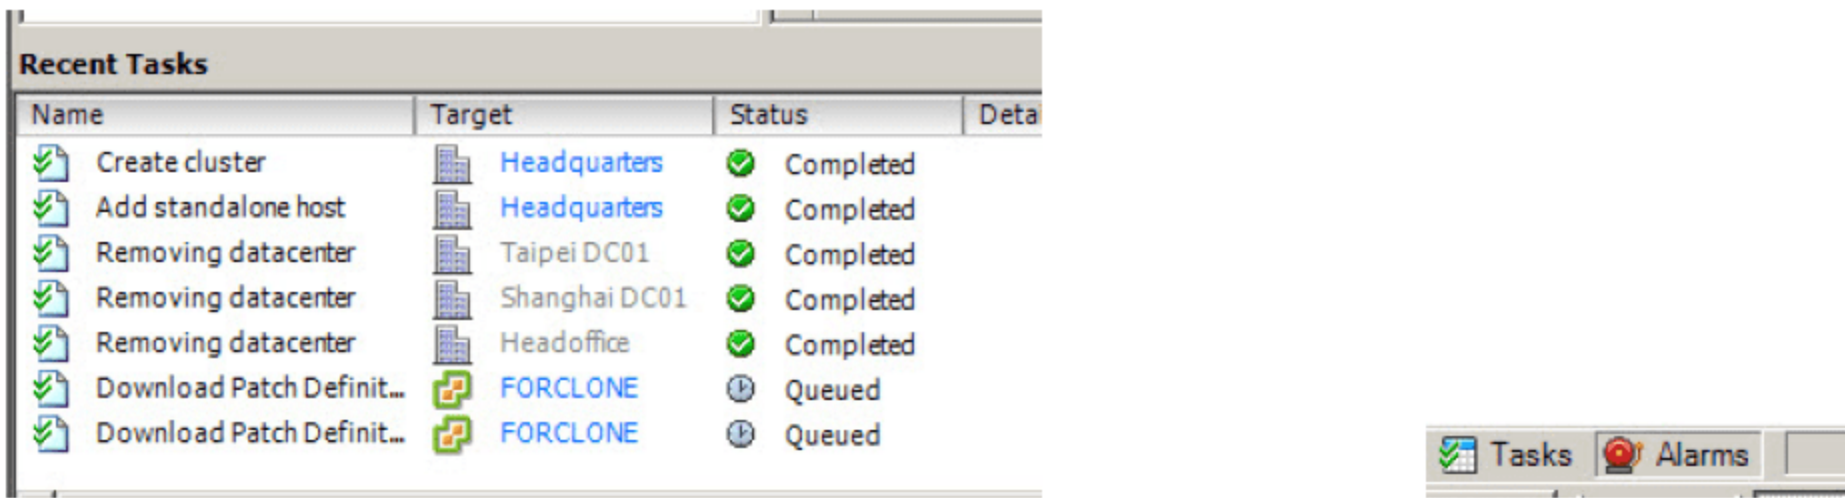 Recent Tasks
Name Target Status Detai
Create cluster Headquarters Completed
Add standalone host Headquarters Completed
Removing datacenter Taipei DC01 Completed
Removing datacenter Shanghai DC01 Completed
Removing datacenter Headoffice Completed
Download Patch Definit... FORCLONE Queued
Download Patch Definit... FORCLONE Queued
Tasks Alarms